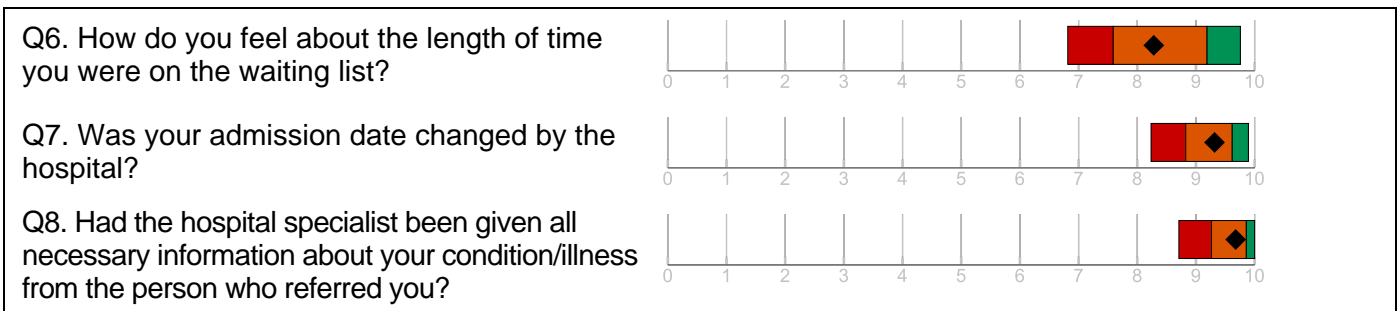 Q6. How do you feel about the length of time
you were on the waiting list?
0 1 2 3 4 5 6 7 8 9 10
Q7. Was your admission date changed by the
hospital?
0 1 2 3 4 5 6 7 8 9 10
Q8. Had the hospital specialist been given all
necessary information about your condition/illness
from the person who referred you?
0 1 2 3 4 5 6 7 8 9 10